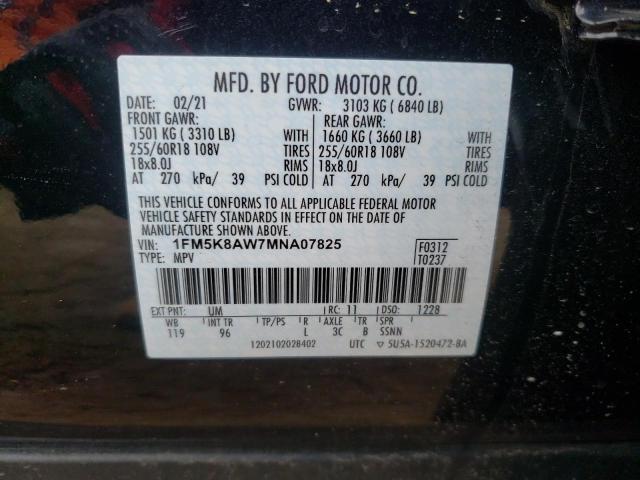 MFD. BY FORD MOTOR CO.
DATE: 02/21 GVWR: 3103 KG ( 6840 LB)
FRONT GAWR: REAR GAWR:
1501 KG ( 3310 LB) WITH 1660 KG ( 3660 LB) WITH
255/60R18 108V TIRES 255/60R18 108V TIRES
18x8.0J RIMS 18x8.0J RIMS
AT 270 kPa/ 39 PSI COLD AT 270 kPa/ 39 PSI COLD
THIS VEHICLE CONFORMS TO ALL APPLICABLE FEDERAL MOTOR
VEHICLE SAFETY STANDARDS IN EFFECT ON THE DATE OF
MANUFACTURE SHOWN ABOVE.
VIN: 1FM5K8AW7MNA07825 F0312
TYPE: MPV T0237
EXT PNT: UM RC: 11 DSO: 1228
WB INT TR TP/PS R AXLE TR SPR
119 96 L 3C B SSNN
1202102028402 UTC ▽ 5U5A-1520472-BA